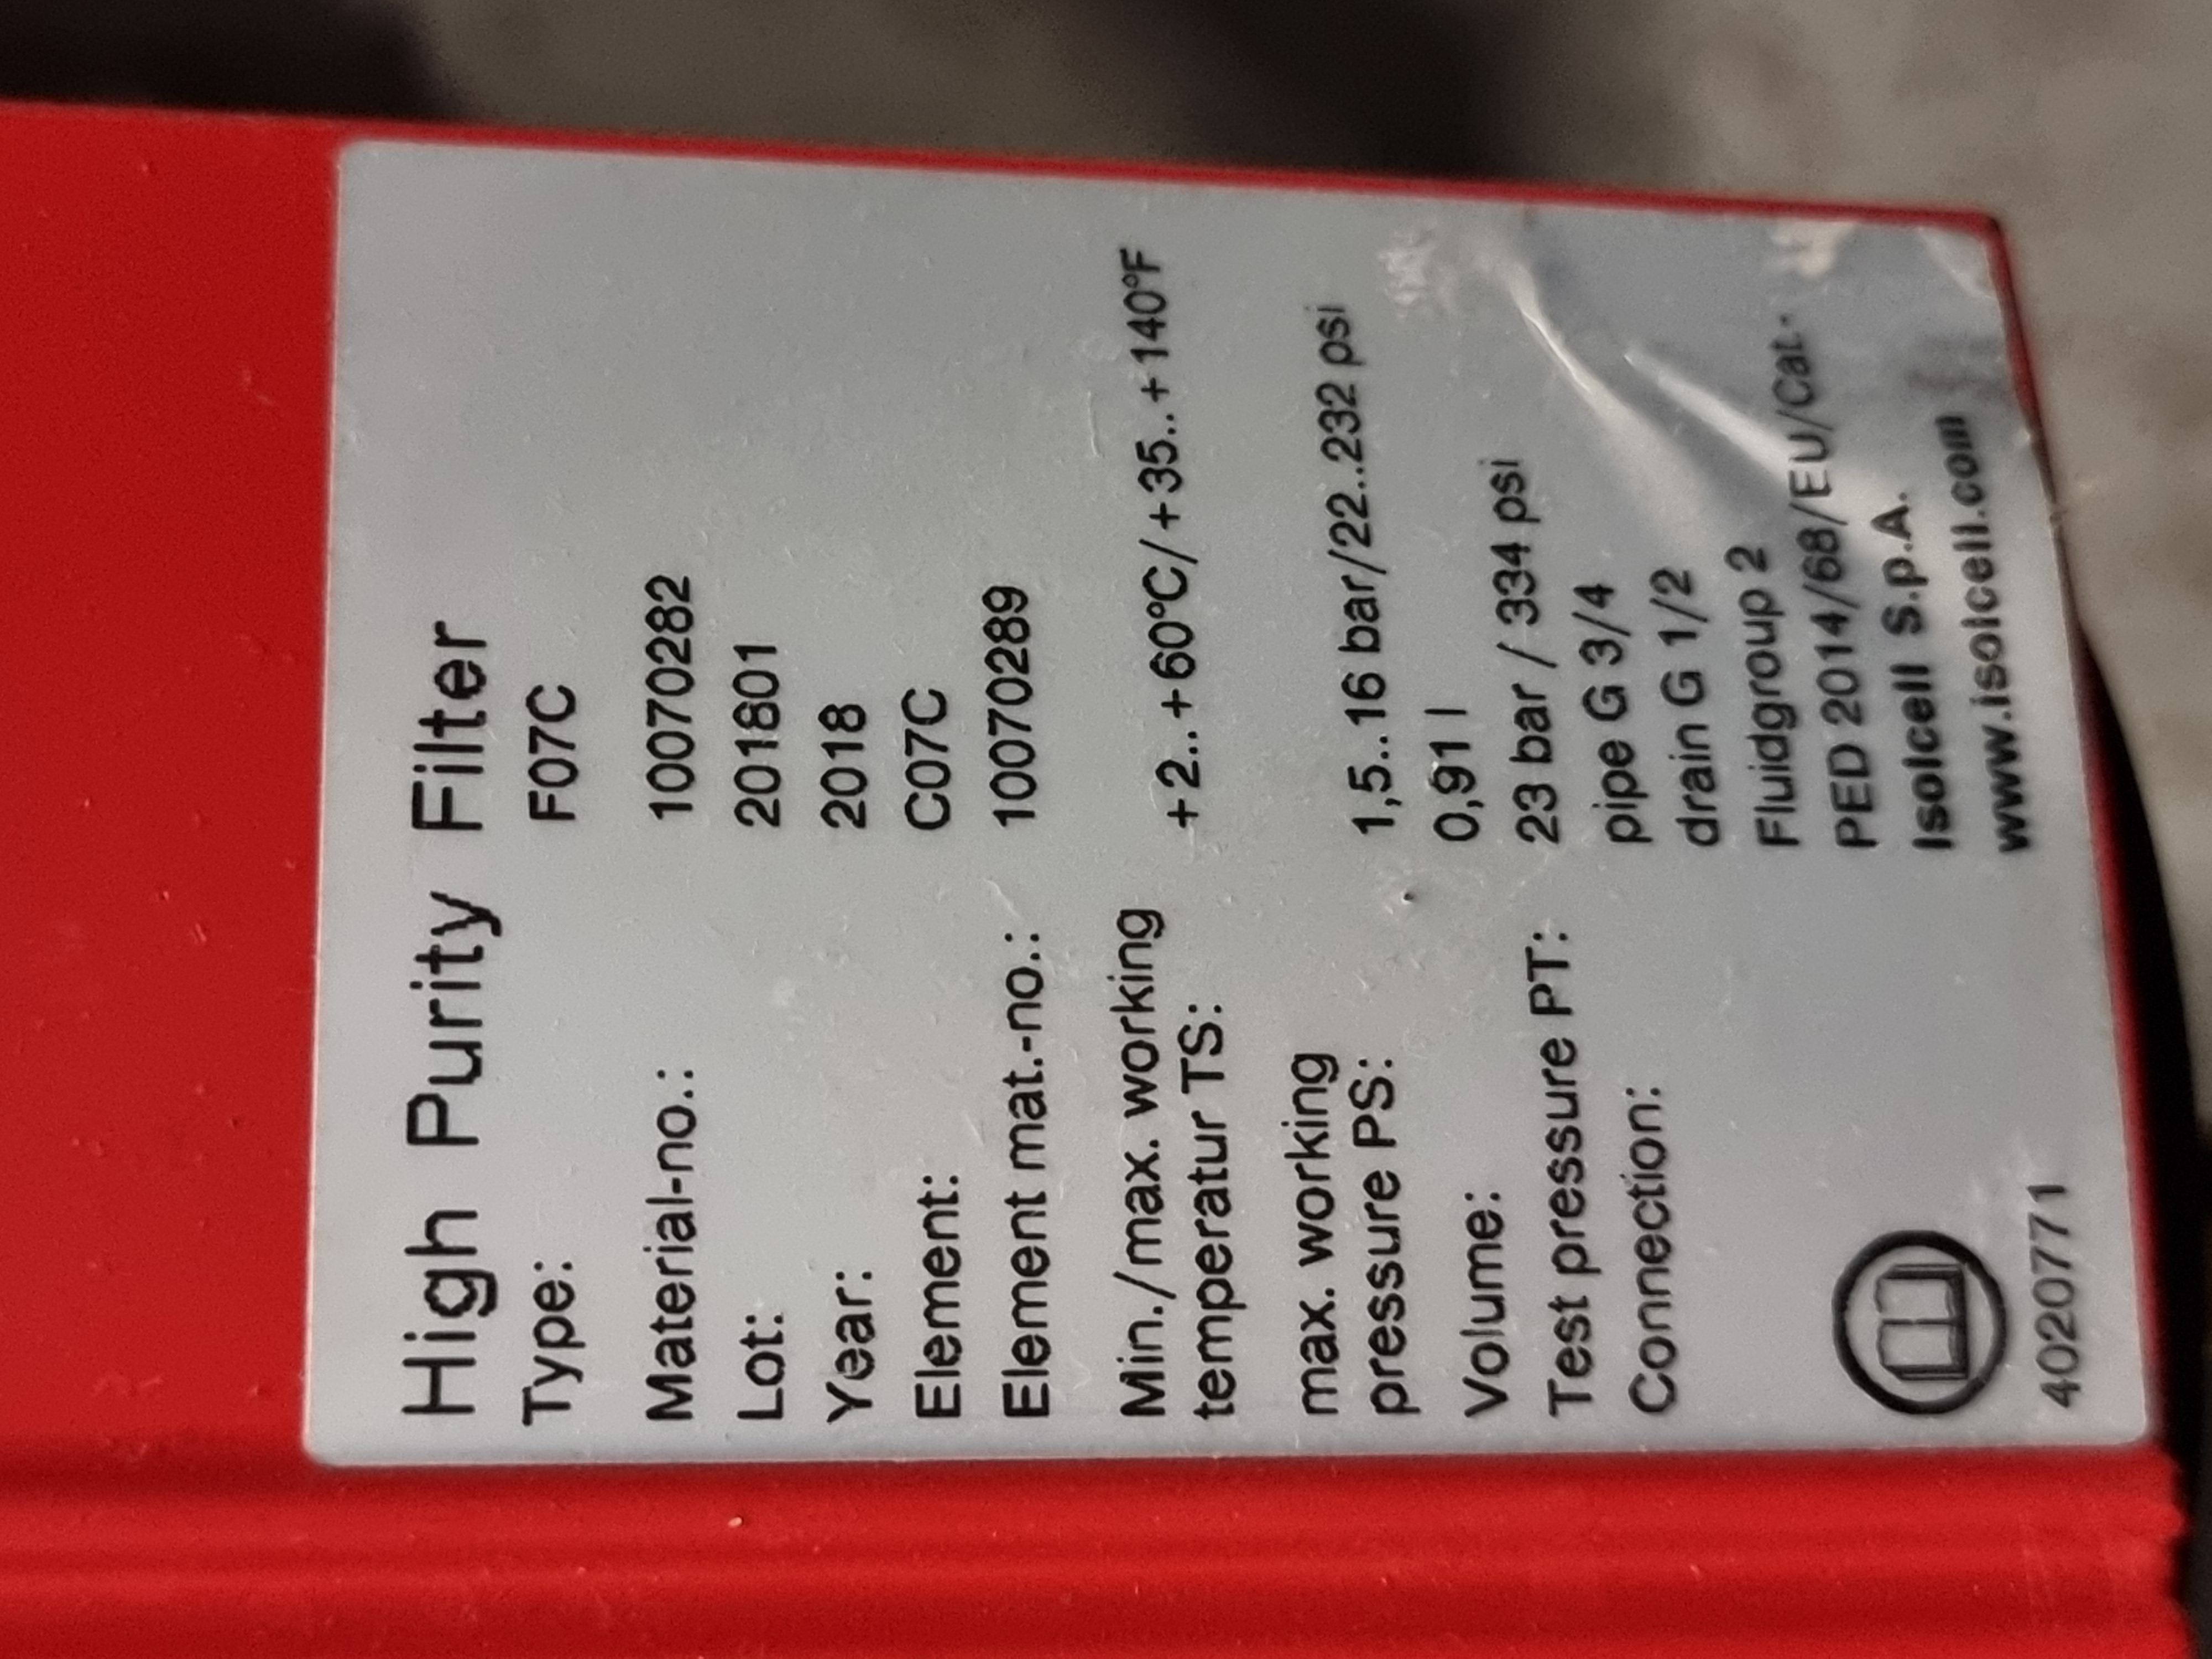 High Purity Filter
Type: F07C
Material-no.: 10070282
Lot: 201801
Year: 2018
Element: C07C
Element mat.-no.: 10070289
Min./max. working
temperatur TS: +2..+60°C/+35..+140°F
max. working
pressure PS: 1,5..16 bar/22..232 psi
Volume: 0,91 l
Test pressure PT: 23 bar / 334 psi
Connection: pipe G 3/4
drain G 1/2
Fluidgroup 2
PED 2014/68/EU/Cat.-
Isolcell S.p.A.
www.isolcell.com
4020771